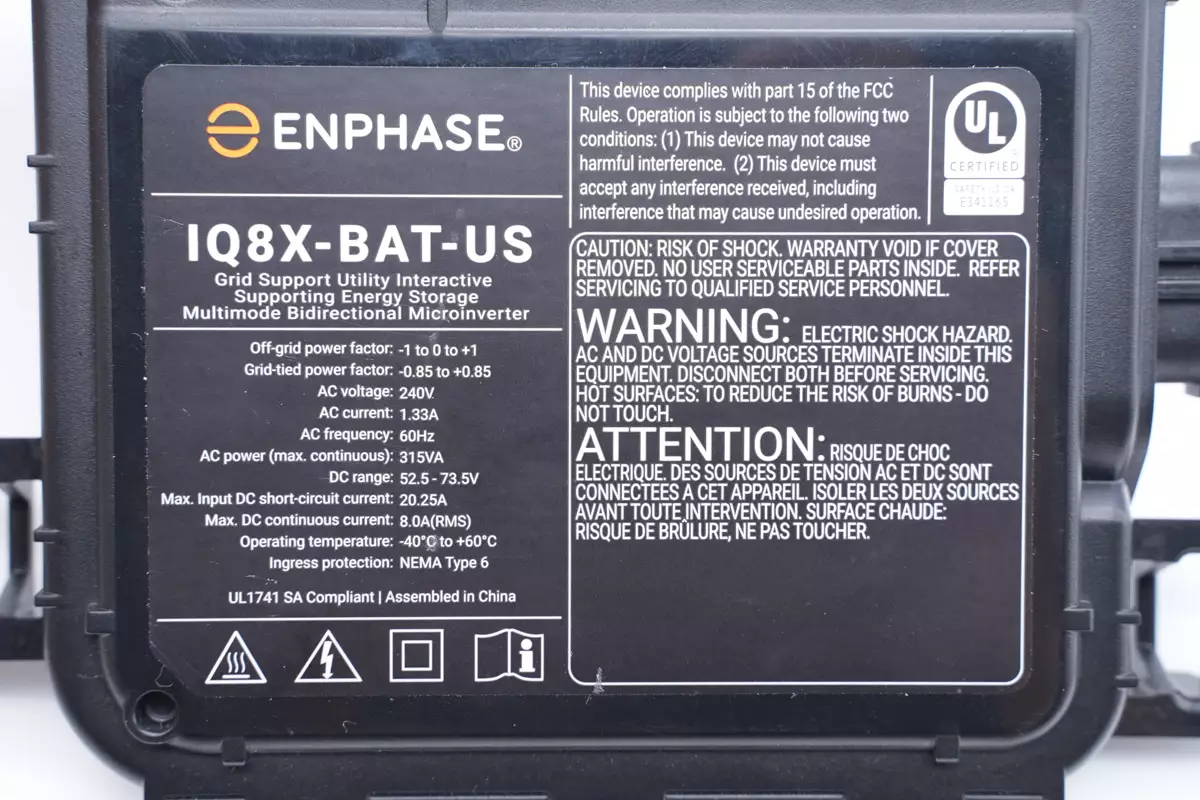 ENPHASE®
IQ8X-BAT-US
Grid Support Utility Interactive
Supporting Energy Storage
Multimode Bidirectional Microinverter
Off-grid power factor: -1 to 0 to +1
Grid-tied power factor: -0.85 to +0.85
AC voltage: 240V
AC current: 1.33A
AC frequency: 60Hz
AC power (max. continuous): 315VA
DC range: 52.5 - 73.5V
Max. Input DC short-circuit current: 20.25A
Max. DC continuous current: 8.0A(RMS)
Operating temperature: -40°C to +60°C
Ingress protection: NEMA Type 6
UL1741 SA Compliant | Assembled in China
This device complies with part 15 of the FCC
Rules. Operation is subject to the following two
conditions: (1) This device may not cause
harmful interference. (2) This device must
accept any interference received, including
interference that may cause undesired operation.
UL
®
CERTIFIED
SAFETY US CA
E341165
CAUTION: RISK OF SHOCK. WARRANTY VOID IF COVER
REMOVED. NO USER SERVICEABLE PARTS INSIDE. REFER
SERVICING TO QUALIFIED SERVICE PERSONNEL.
WARNING: ELECTRIC SHOCK HAZARD.
AC AND DC VOLTAGE SOURCES TERMINATE INSIDE THIS
EQUIPMENT. DISCONNECT BOTH BEFORE SERVICING.
HOT SURFACES: TO REDUCE THE RISK OF BURNS - DO
NOT TOUCH.
ATTENTION: RISQUE DE CHOC
ELECTRIQUE. DES SOURCES DE TENSION AC ET DC SONT
CONNECTEES A CET APPAREIL. ISOLER LES DEUX SOURCES
AVANT TOUTE INTERVENTION. SURFACE CHAUDE:
RISQUE DE BRÛLURE, NE PAS TOUCHER.